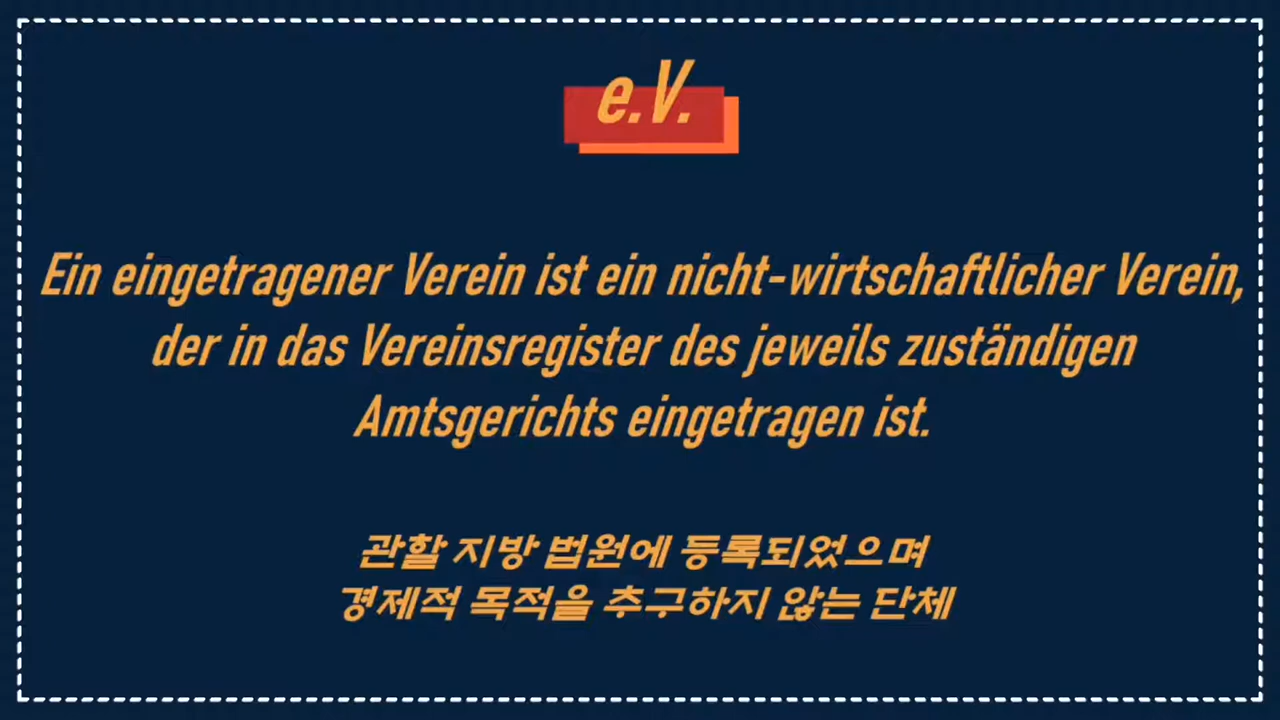 e.V.
Ein eingetragener Verein ist ein nicht-wirtschaftlicher Verein,
der in das Vereinsregister des jeweils zuständigen
Amtsgerichts eingetragen ist.
관할 지방 법원에 등록되었으며
경제적 목적을 추구하지 않는 단체